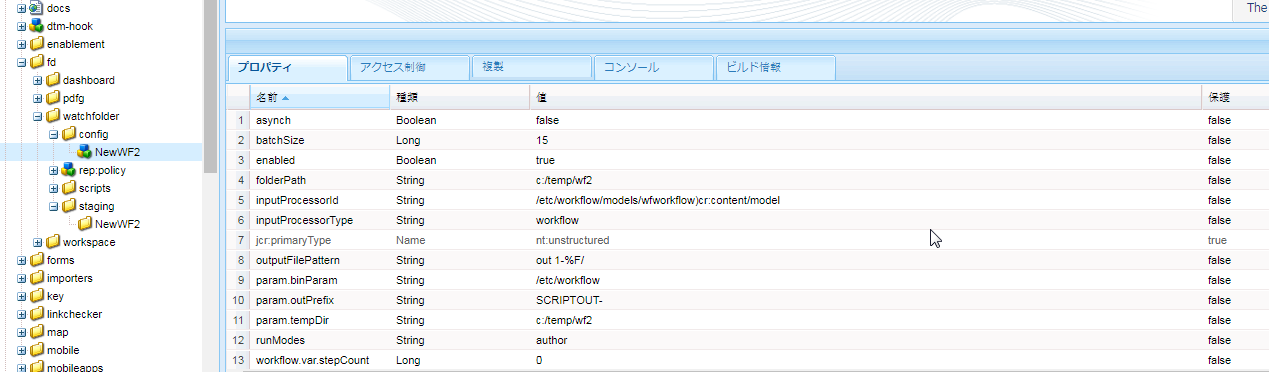 docs
dtm-hook
enablement
fd
dashboard
pdfg
watchfolder
config
NewWF2
rep:policy
scripts
staging
NewWF2
workspace
forms
importers
key
linkchecker
map
mobile
mobileapps
The
プロパティ アクセス制御 複製 コンソール ビルド情報
名前 種類 値 保護
1 asynch Boolean false false
2 batchSize Long 15 false
3 enabled Boolean true false
4 folderPath String c:/temp/wf2 false
5 inputProcessorId String /etc/workflow/models/wfworkflow)cr:content/model false
6 inputProcessorType String workflow false
7 jcr:primaryType Name nt:unstructured true
8 outputFilePattern String out 1-%F/ false
9 param.binParam String /etc/workflow false
10 param.outPrefix String SCRIPTOUT- false
11 param.tempDir String c:/temp/wf2 false
12 runModes String author false
13 workflow.var.stepCount Long 0 false